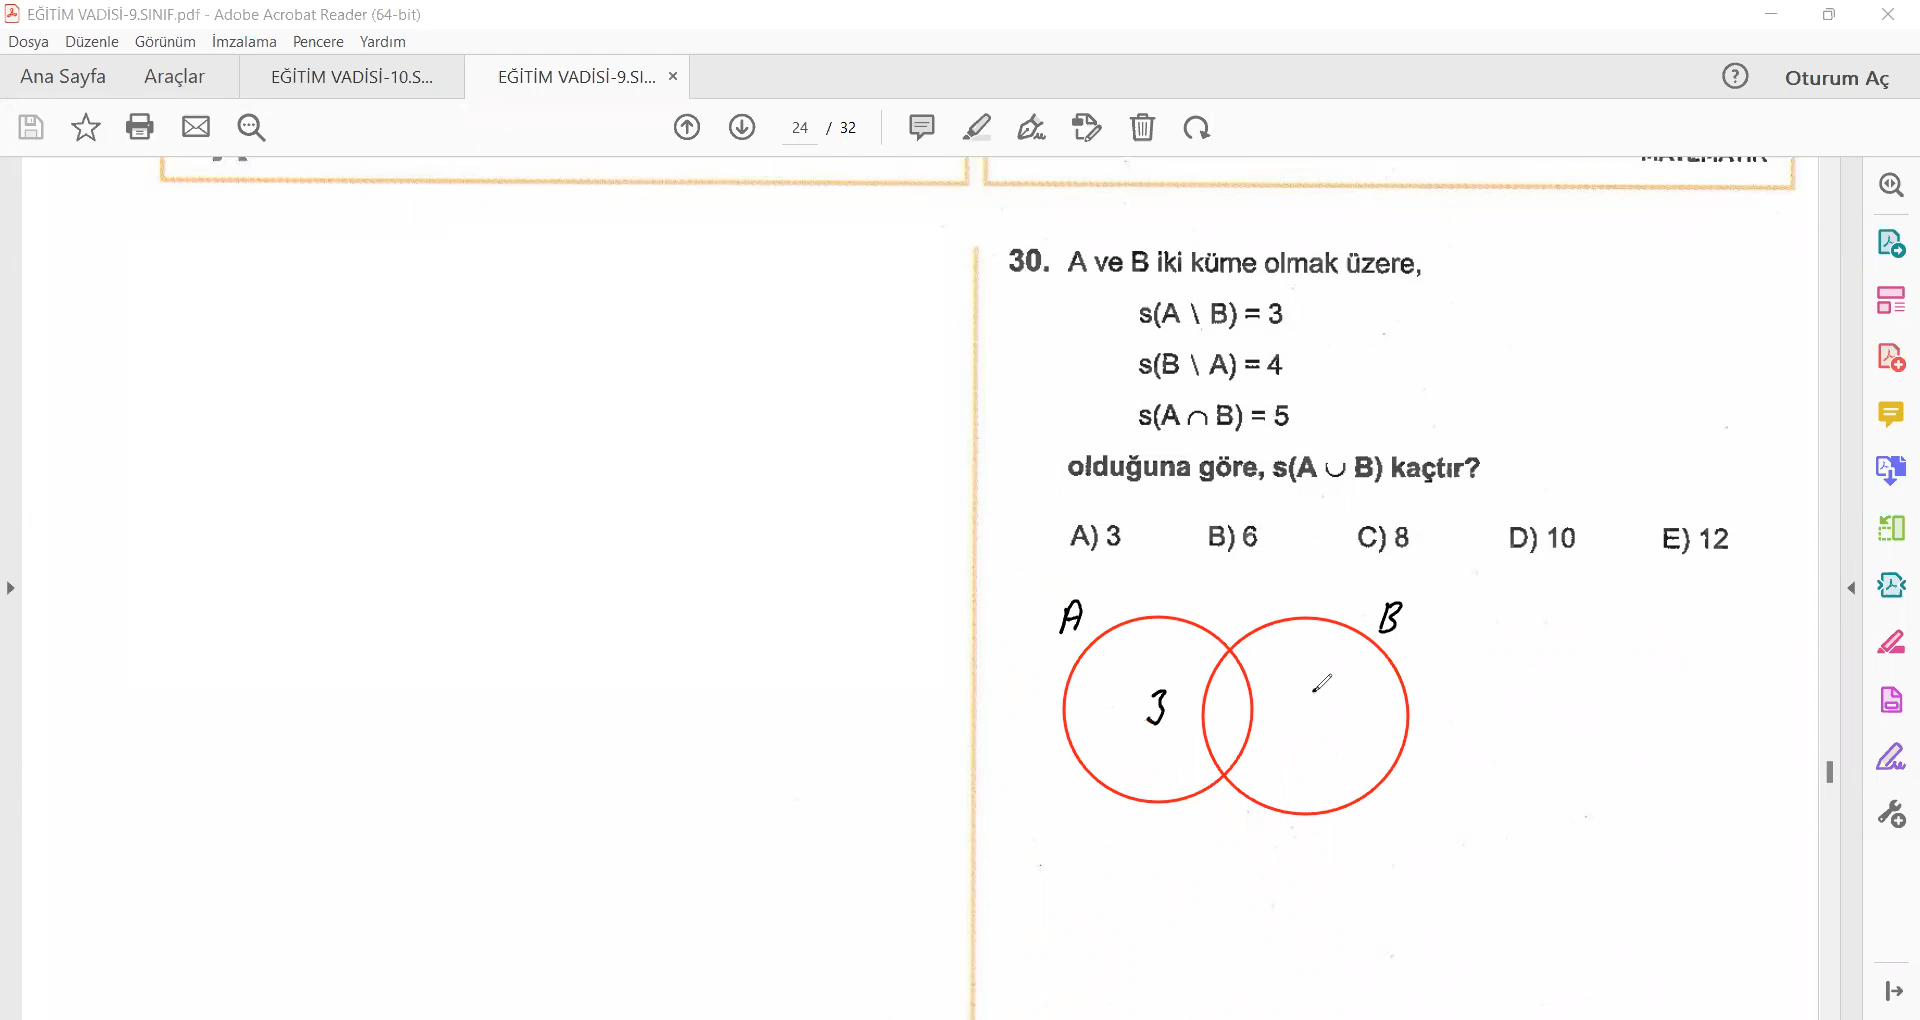 EĞİTİM VADİSİ-9.SINIF.pdf - Adobe Acrobat Reader (64-bit)
Dosya Düzenle Görünüm İmzalama Pencere Yardım
Ana Sayfa Araçlar EĞİTİM VADİSİ-10.S... EĞİTİM VADİSİ-9.SI... × ? Oturum Aç
24 / 32
MATEMATİK
30. A ve B iki küme olmak üzere,
s(A \ B) = 3
s(B \ A) = 4
s(A ∩ B) = 5
olduğuna göre, s(A ∪ B) kaçtır?
A) 3 B) 6 C) 8 D) 10 E) 12
A B
3